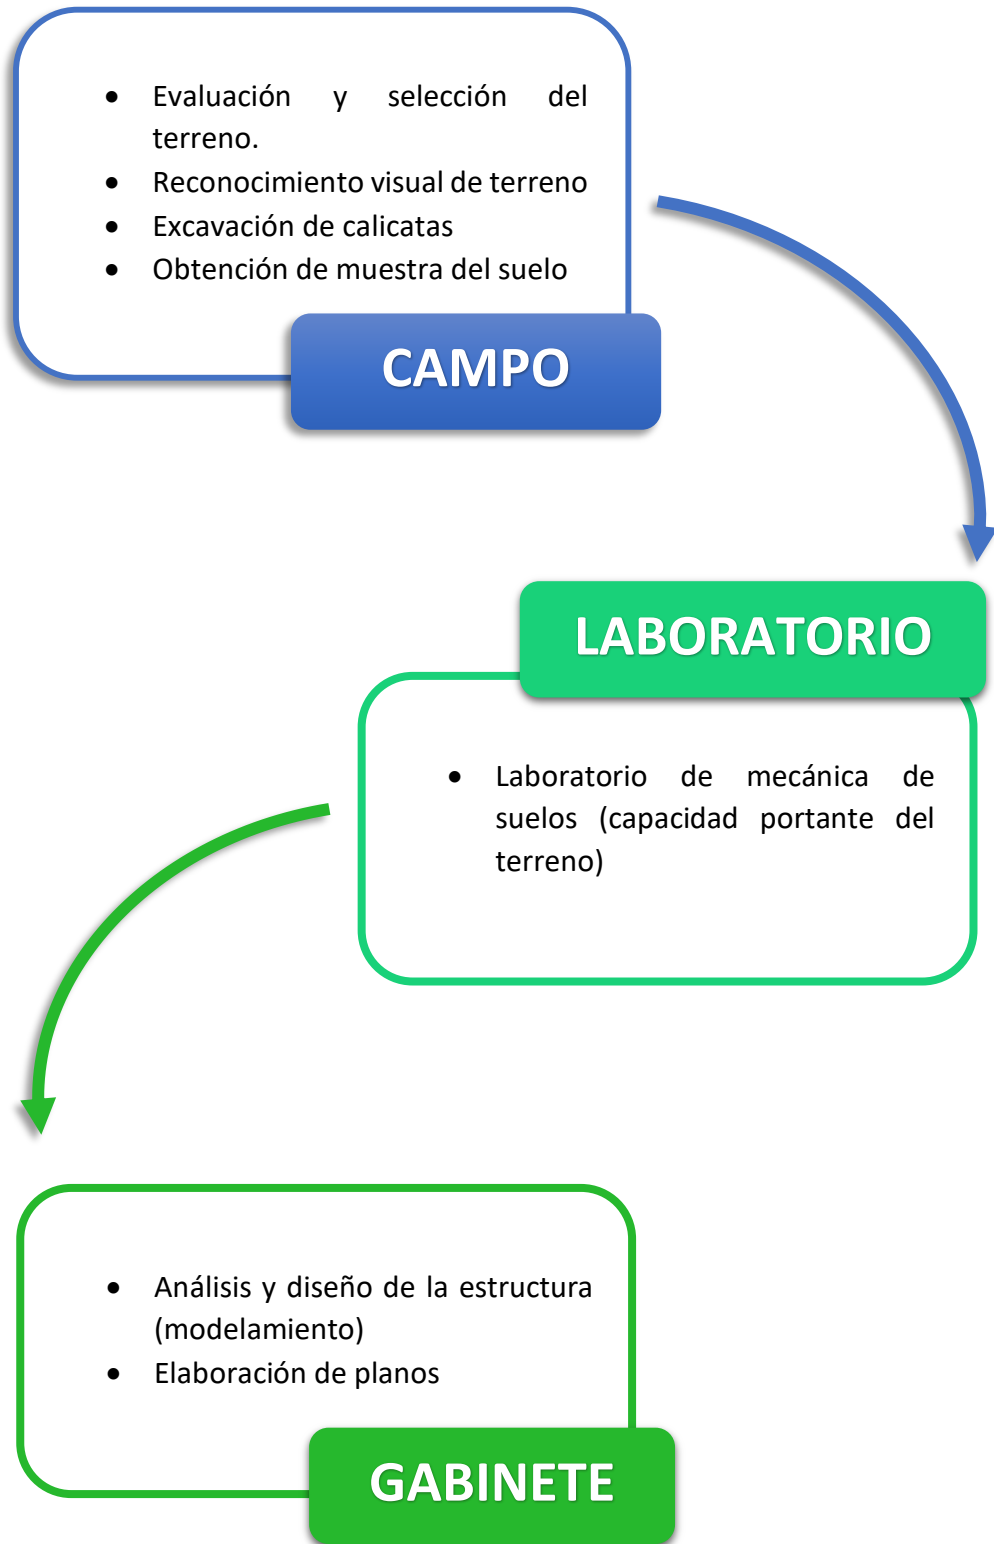 • Evaluación y selección del
terreno.
• Reconocimiento visual de terreno
• Excavación de calicatas
• Obtención de muestra del suelo
CAMPO
LABORATORIO
• Laboratorio de mecánica de
suelos (capacidad portante del
terreno)
• Análisis y diseño de la estructura
(modelamiento)
• Elaboración de planos
GABINETE